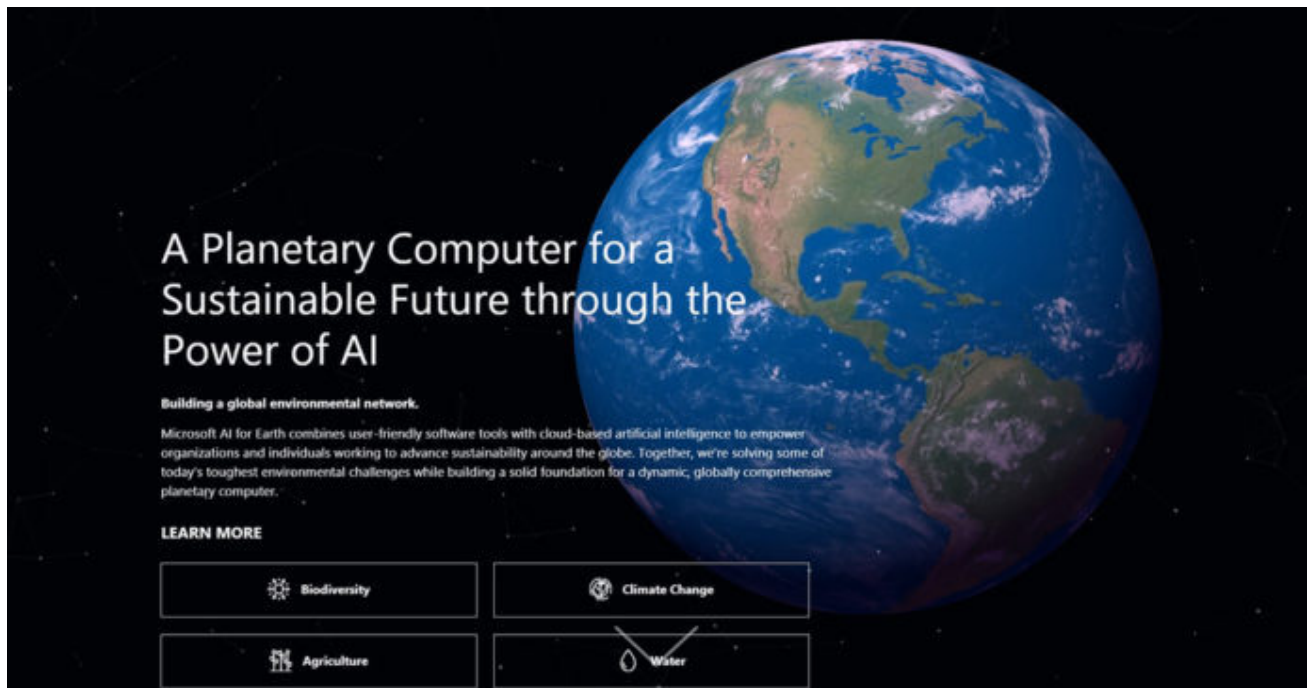 A Planetary Computer for a
Sustainable Future through the
Power of AI
Building a global environmental network.
Microsoft AI for Earth combines user-friendly software tools with cloud-based artificial intelligence to empower
organizations and individuals working to advance sustainability around the globe. Together, we're solving some of
today's toughest environmental challenges while building a solid foundation for a dynamic, globally comprehensive
planetary computer.
LEARN MORE
Biodiversity
Climate Change
Agriculture
Water